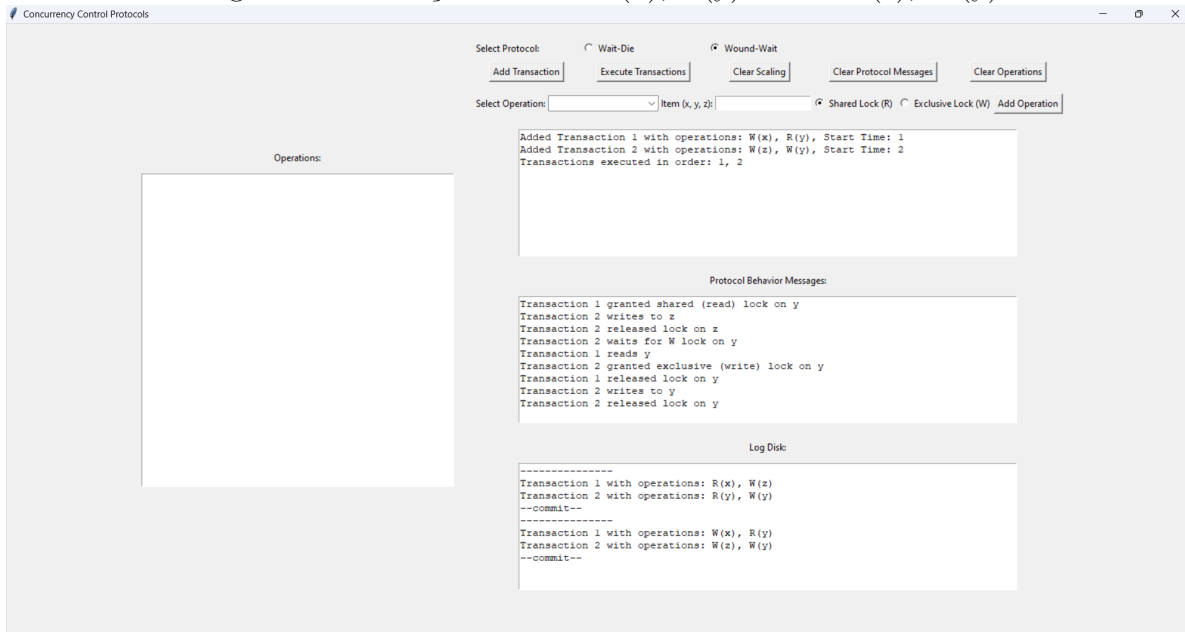 Concurrency Control Protocols
Select Protocol: Wait-Die Wound-Wait
Add Transaction Execute Transactions Clear Scaling Clear Protocol Messages Clear Operations
Select Operation: Item (x, y, z): Shared Lock (R) Exclusive Lock (W) Add Operation
Operations:
Added Transaction 1 with operations: W(x), R(y), Start Time: 1
Added Transaction 2 with operations: W(z), W(y), Start Time: 2
Transactions executed in order: 1, 2
Protocol Behavior Messages:
Transaction 1 granted shared (read) lock on y
Transaction 2 writes to z
Transaction 2 released lock on z
Transaction 2 waits for W lock on y
Transaction 1 reads y
Transaction 2 granted exclusive (write) lock on y
Transaction 1 released lock on y
Transaction 2 writes to y
Transaction 2 released lock on y
Log Disk:
---------------
Transaction 1 with operations: R(x), W(z)
Transaction 2 with operations: R(y), W(y)
--commit--
---------------
Transaction 1 with operations: W(x), R(y)
Transaction 2 with operations: W(z), W(y)
--commit--